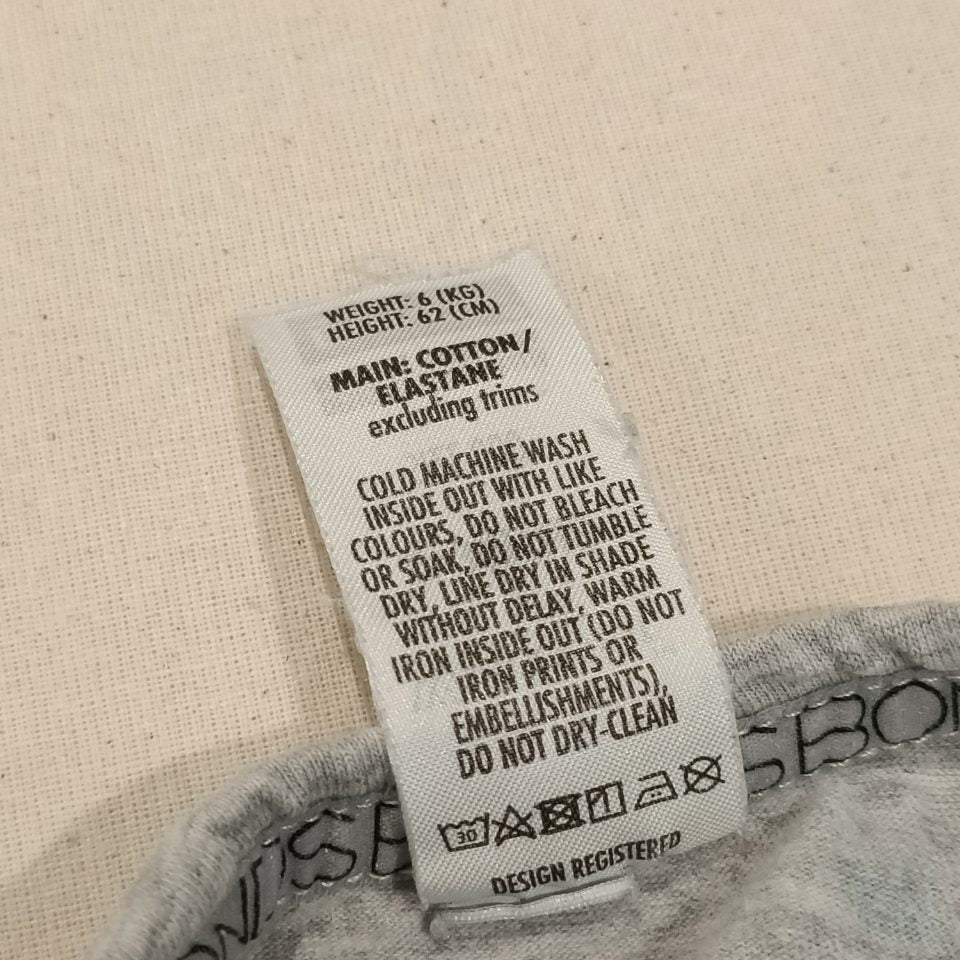 WEIGHT: 6 (KG)
HEIGHT: 62 (CM)
MAIN: COTTON/
ELASTANE
excluding trims
COLD MACHINE WASH
INSIDE OUT WITH LIKE
COLOURS, DO NOT BLEACH
OR SOAK, DO NOT TUMBLE
DRY, LINE DRY IN SHADE
WITHOUT DELAY, WARM
IRON INSIDE OUT (DO NOT
IRON PRINTS OR
EMBELLISHMENTS),
DO NOT DRY-CLEAN
30
DESIGN REGISTERED
ONDS B
S BON